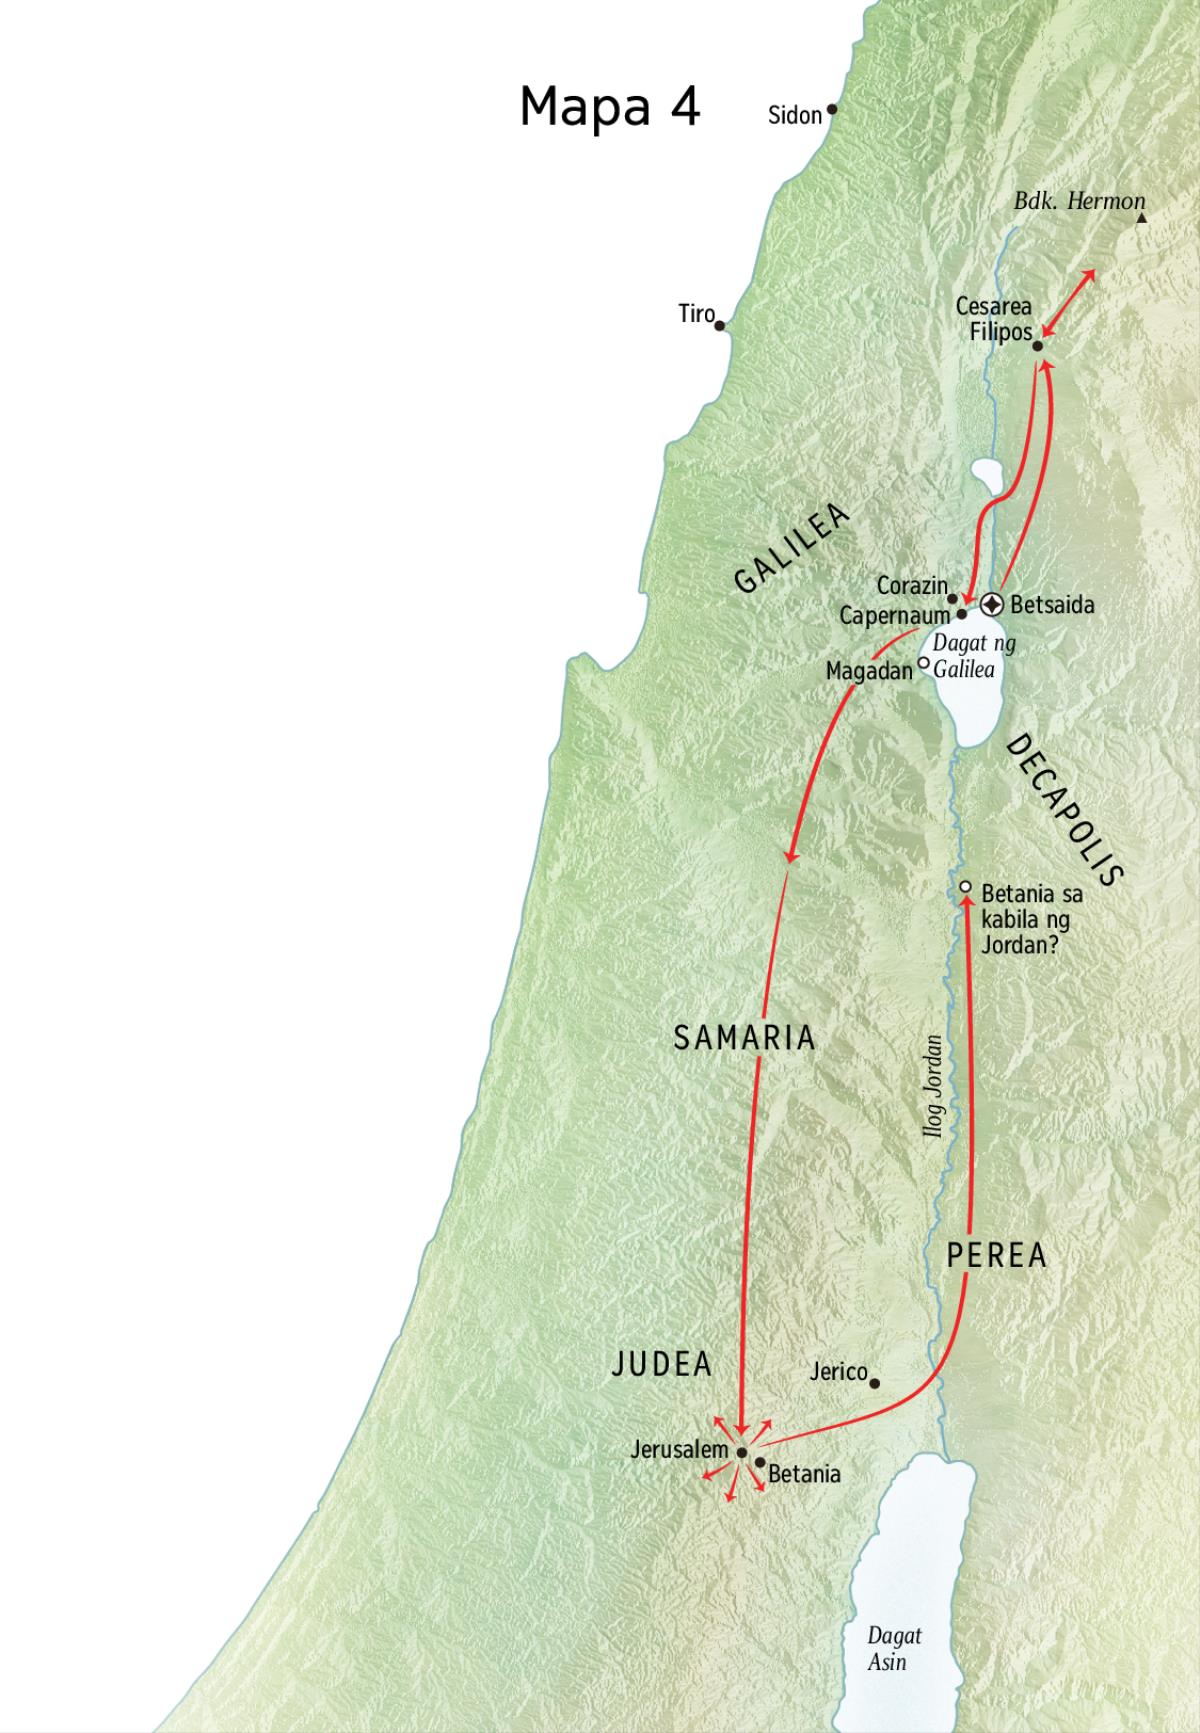 Mapa 4
Sidon
Bdk. Hermon
Tiro
Cesarea
Filipos
GALILEA
Corazin
Capernaum
Betsaida
Dagat ng
Galilea
Magadan
DECAPOLIS
Betania sa
kabila ng
Jordan?
SAMARIA
Ilog Jordan
PEREA
JUDEA
Jerico
Jerusalem
Betania
Dagat
Asin